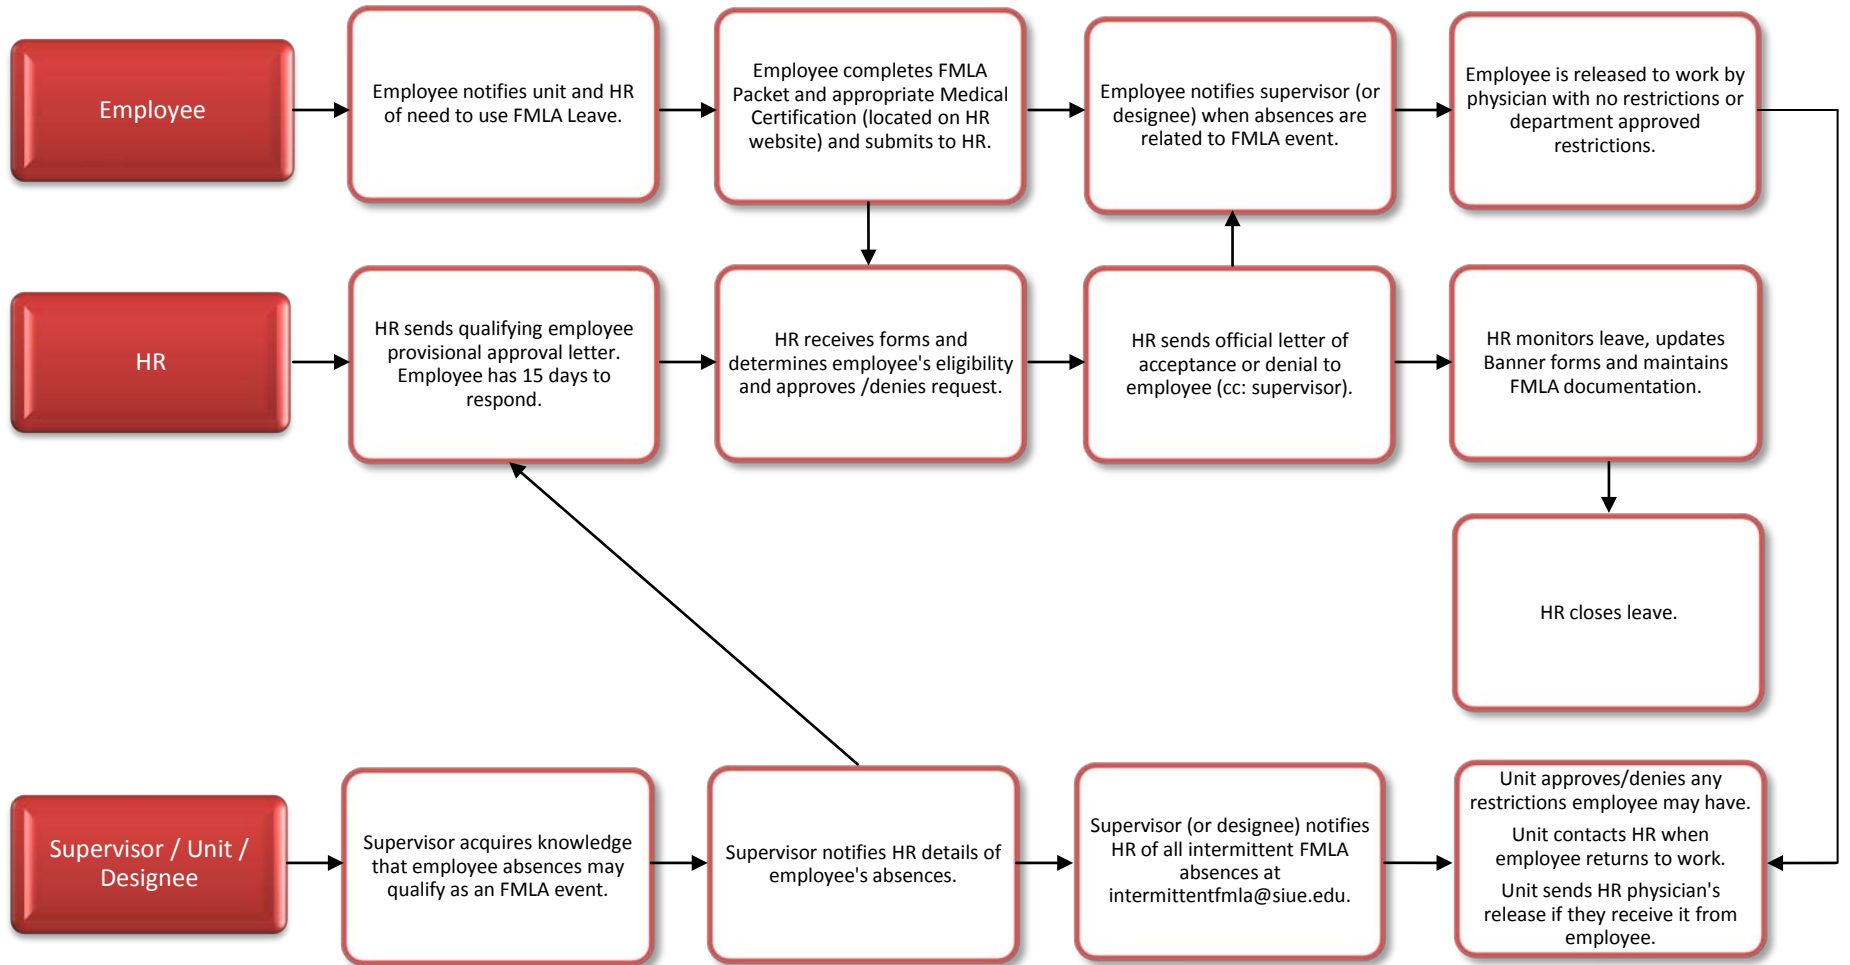 Employee
Employee notifies unit and HR
of need to use FMLA Leave.
Employee completes FMLA
Packet and appropriate Medical
Certification (located on HR
website) and submits to HR.
Employee notifies supervisor (or
designee) when absences are
related to FMLA event.
Employee is released to work by
physician with no restrictions or
department approved
restrictions.
HR
HR sends qualifying employee
provisional approval letter.
Employee has 15 days to
respond.
HR receives forms and
determines employee's eligibility
and approves /denies request.
HR sends official letter of
acceptance or denial to
employee (cc: supervisor).
HR monitors leave, updates
Banner forms and maintains
FMLA documentation.
HR closes leave.
Supervisor / Unit /
Designee
Supervisor acquires knowledge
that employee absences may
qualify as an FMLA event.
Supervisor notifies HR details of
employee's absences.
Supervisor (or designee) notifies
HR of all intermittent FMLA
absences at
intermittentfmla@siue.edu.
Unit approves/denies any
restrictions employee may have.
Unit contacts HR when
employee returns to work.
Unit sends HR physician's
release if they receive it from
employee.